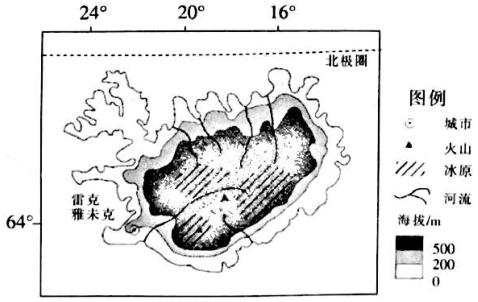 24° 20° 16°
北极圈
64°
雷克
雅未克
图例
城市
火山
冰原
河流
海拔/m
500
200
0